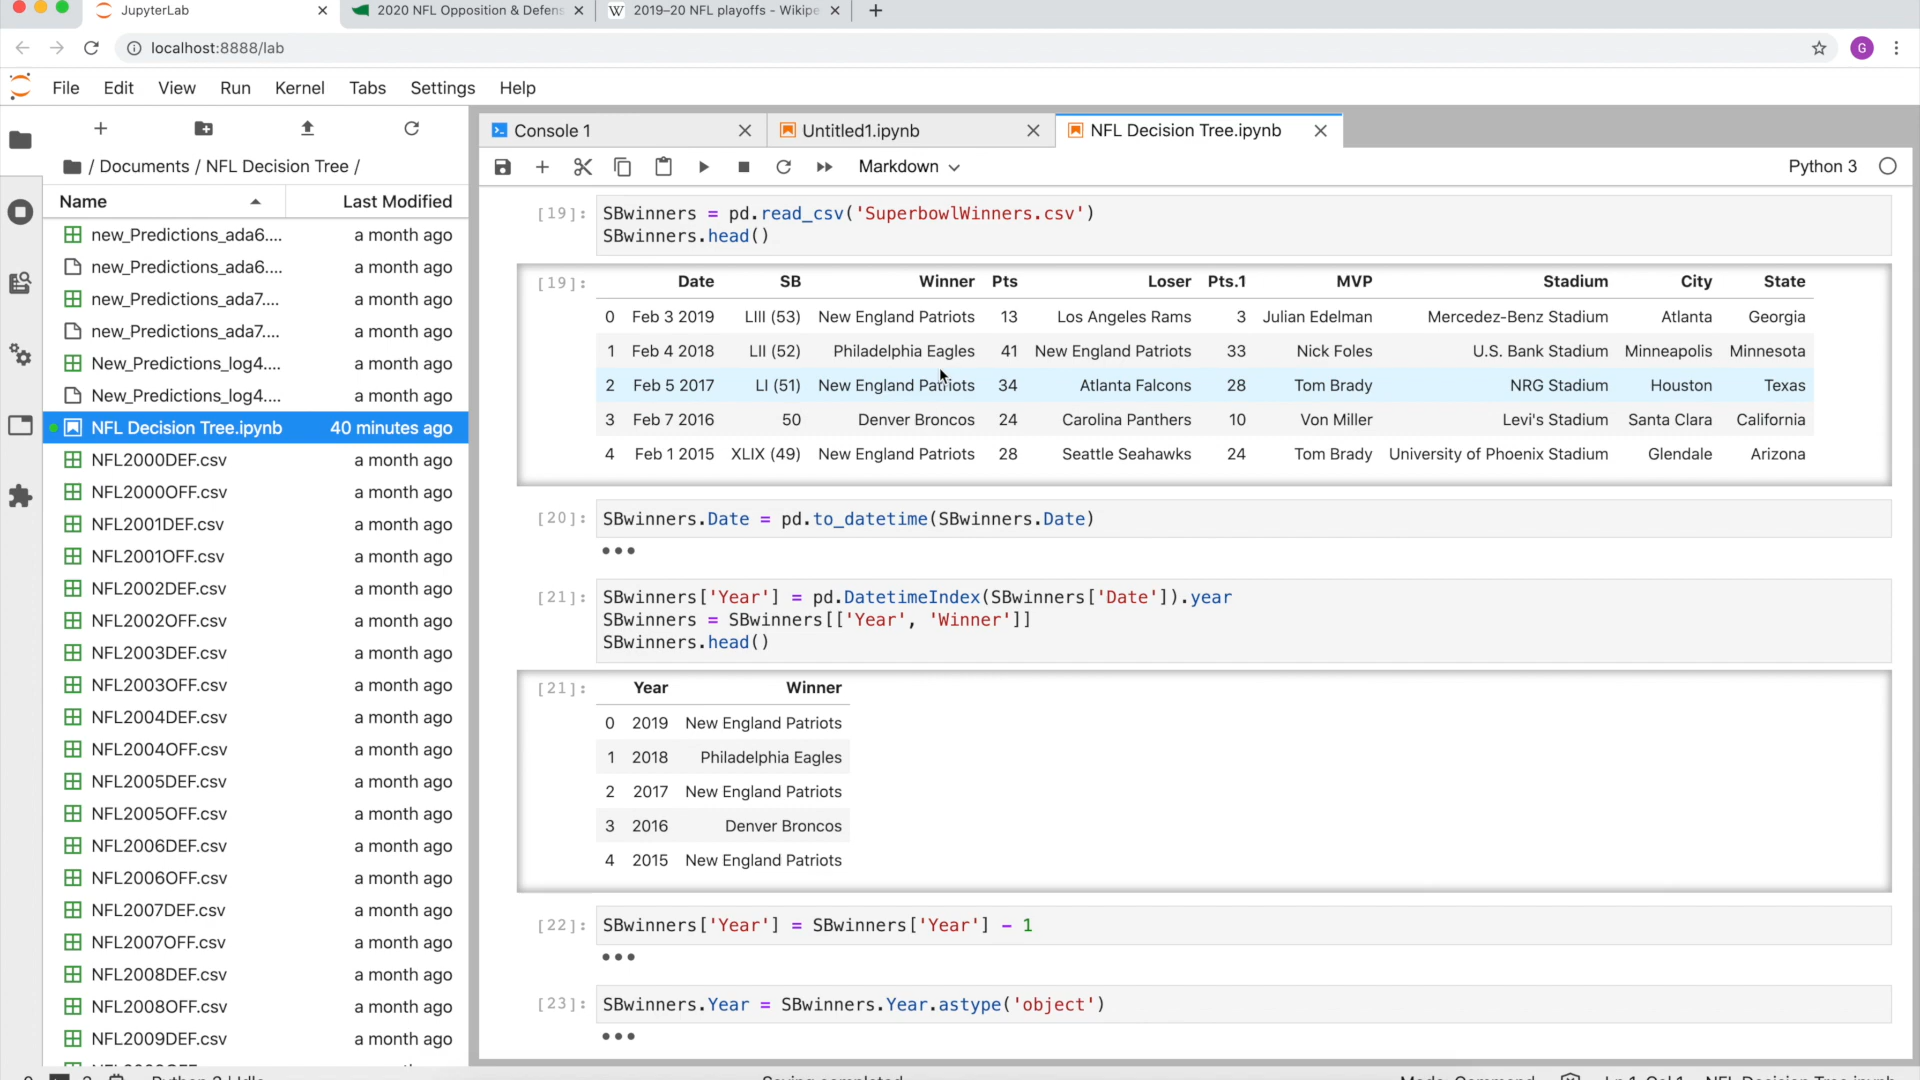 JupyterLab
2020 NFL Opposition & Defens
W 2019–20 NFL playoffs - Wikipe
localhost:8888/lab
G
File Edit View Run Kernel Tabs Settings Help
/ Documents / NFL Decision Tree /
Name Last Modified
new_Predictions_ada6.... a month ago
new_Predictions_ada6.... a month ago
new_Predictions_ada7.... a month ago
new_Predictions_ada7.... a month ago
New_Predictions_log4.... a month ago
New_Predictions_log4.... a month ago
NFL Decision Tree.ipynb 40 minutes ago
NFL2000DEF.csv a month ago
NFL2000OFF.csv a month ago
NFL2001DEF.csv a month ago
NFL2001OFF.csv a month ago
NFL2002DEF.csv a month ago
NFL2002OFF.csv a month ago
NFL2003DEF.csv a month ago
NFL2003OFF.csv a month ago
NFL2004DEF.csv a month ago
NFL2004OFF.csv a month ago
NFL2005DEF.csv a month ago
NFL2005OFF.csv a month ago
NFL2006DEF.csv a month ago
NFL2006OFF.csv a month ago
NFL2007DEF.csv a month ago
NFL2007OFF.csv a month ago
NFL2008DEF.csv a month ago
NFL2008OFF.csv a month ago
NFL2009DEF.csv a month ago
Console 1
Untitled1.ipynb
NFL Decision Tree.ipynb
Markdown
Python 3
[19]: SBwinners = pd.read_csv('SuperbowlWinners.csv')
SBwinners.head()
[19]: Date SB Winner Pts Loser Pts.1 MVP Stadium City State
0 Feb 3 2019 LIII (53) New England Patriots 13 Los Angeles Rams 3 Julian Edelman Mercedez-Benz Stadium Atlanta Georgia
1 Feb 4 2018 LII (52) Philadelphia Eagles 41 New England Patriots 33 Nick Foles U.S. Bank Stadium Minneapolis Minnesota
2 Feb 5 2017 LI (51) New England Patriots 34 Atlanta Falcons 28 Tom Brady NRG Stadium Houston Texas
3 Feb 7 2016 50 Denver Broncos 24 Carolina Panthers 10 Von Miller Levi's Stadium Santa Clara California
4 Feb 1 2015 XLIX (49) New England Patriots 28 Seattle Seahawks 24 Tom Brady University of Phoenix Stadium Glendale Arizona
[20]: SBwinners.Date = pd.to_datetime(SBwinners.Date)
[21]: SBwinners['Year'] = pd.DatetimeIndex(SBwinners['Date']).year
SBwinners = SBwinners[['Year', 'Winner']]
SBwinners.head()
[21]: Year Winner
0 2019 New England Patriots
1 2018 Philadelphia Eagles
2 2017 New England Patriots
3 2016 Denver Broncos
4 2015 New England Patriots
[22]: SBwinners['Year'] = SBwinners['Year'] - 1
[23]: SBwinners.Year = SBwinners.Year.astype('object')